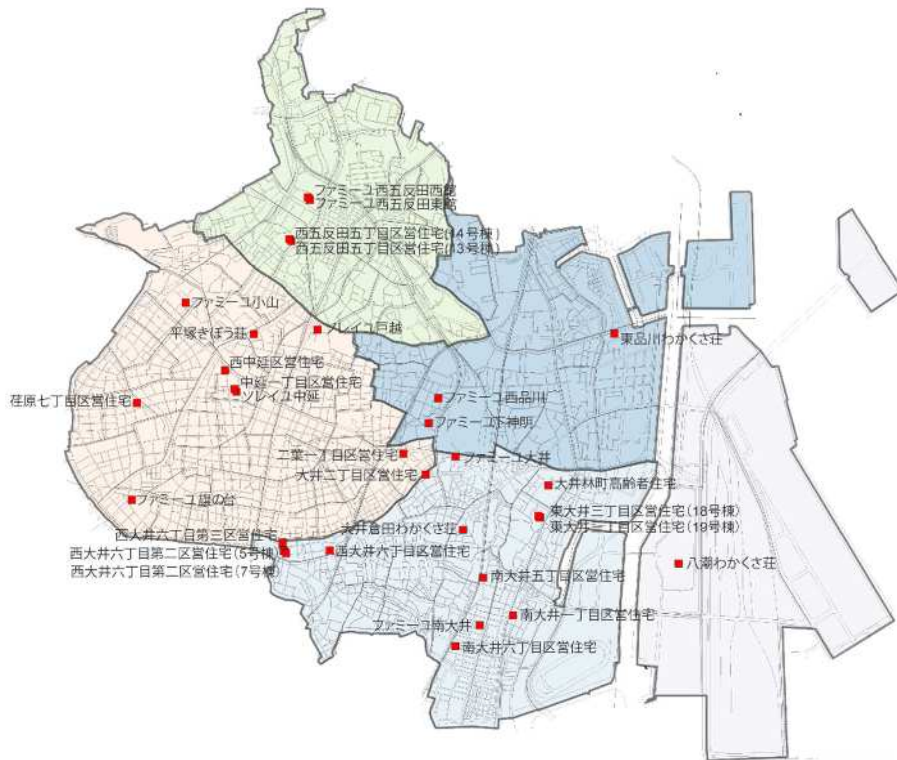 ファミーユ西五反田西館
ファミーユ西五反田東館
西五反田五丁目区営住宅(14号棟)
西五反田五丁目区営住宅(13号棟)
ファミーユ小山
ソレイユ戸越
平塚きぼう荘
東品川わかくさ荘
西中延区営住宅
中延一丁目区営住宅
ソレイユ中延
荏原七丁目区営住宅
ファミーユ西品川
ファミーユ下神明
二葉一丁目区営住宅
ファミーユ大井
大井二丁目区営住宅
大井林町高齢者住宅
ファミーユ旗の台
東大井三丁目区営住宅(18号棟)
東大井三丁目区営住宅(19号棟)
大井倉田わかくさ荘
西大井六丁目第三区営住宅
西大井六丁目第二区営住宅(5号棟)
西大井六丁目区営住宅
西大井六丁目第二区営住宅(7号棟)
八潮わかくさ荘
南大井五丁目区営住宅
南大井一丁目区営住宅
ファミーユ南大井
南大井六丁目区営住宅